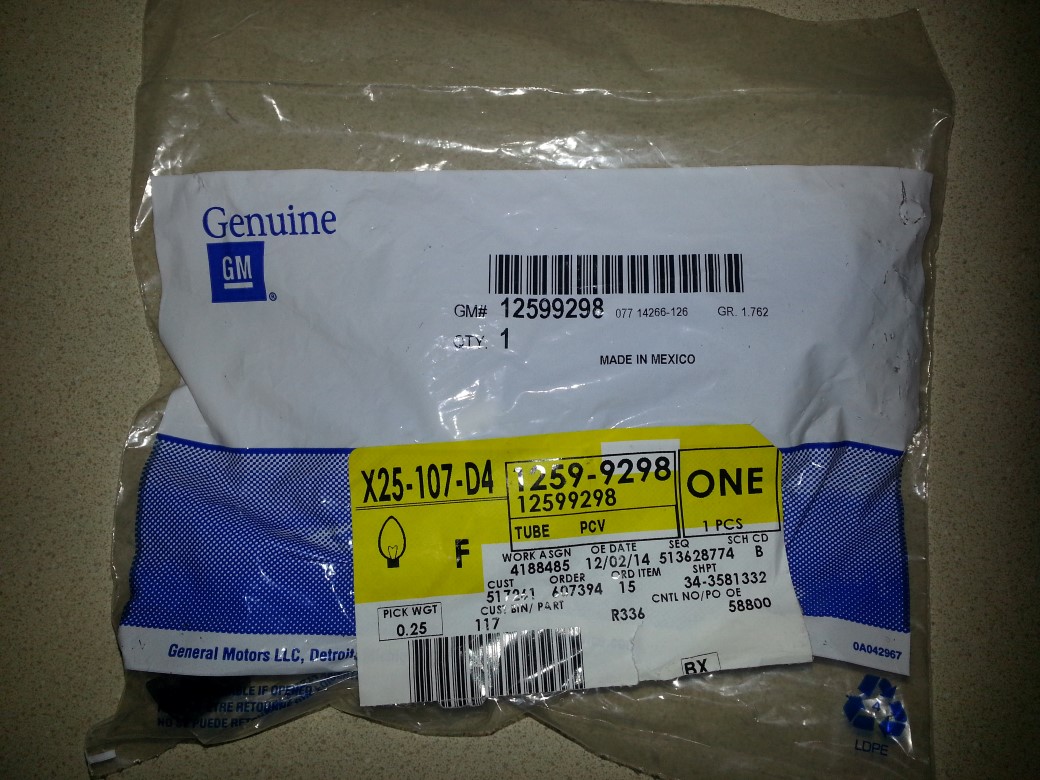 Genuine
GM ®
GM# 12599298 077 14266-126 GR. 1.762
QTY. 1
MADE IN MEXICO
X25-107-D4
1259-9298
12599298
TUBE PCV
ONE
1 PCS
F
WORK ASGN OE DATE SEQ SCH CD
4188485 12/02/14 513628774 B
CUST ORDER ORD ITEM SHPT
607394 15 34-3581332
CUST BIN/ PART CNTL NO/PO OE
117 R336 58800
PICK WGT
0.25
BX
General Motors LLC, Detroit,
0A042967
IF OPENED
LDPE